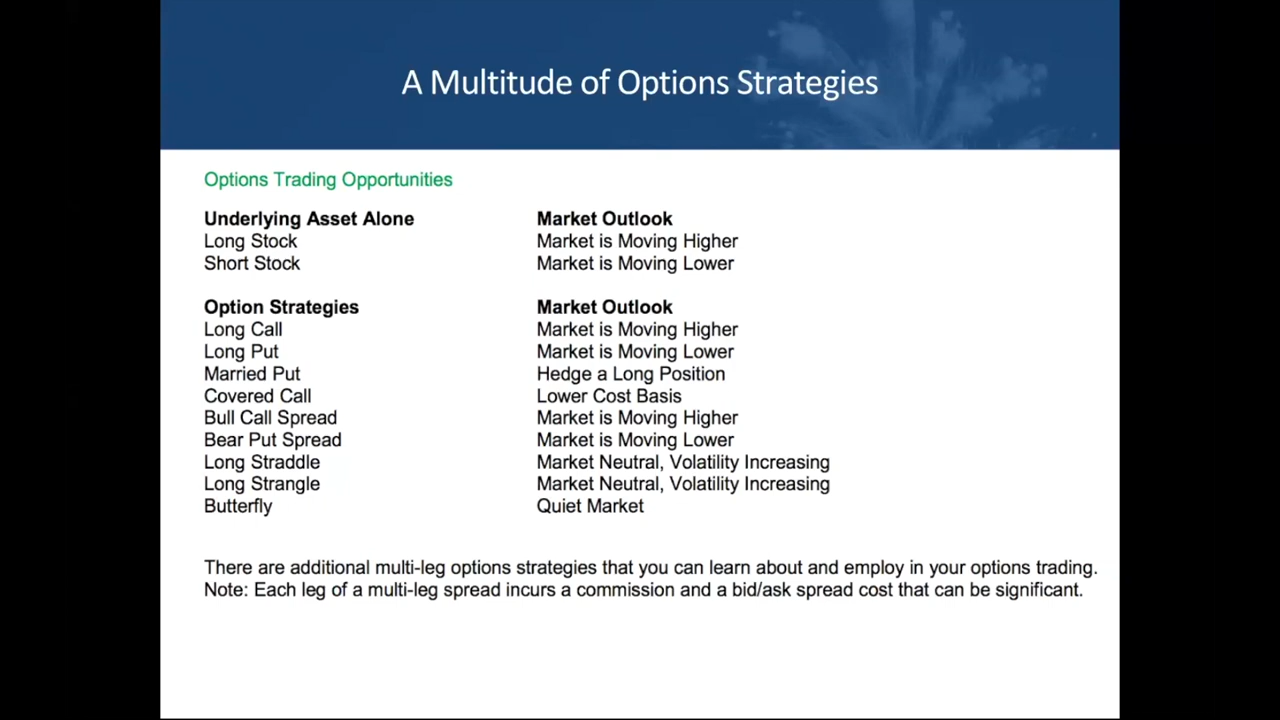 A Multitude of Options Strategies
Options Trading Opportunities
Underlying Asset Alone Market Outlook
Long Stock Market is Moving Higher
Short Stock Market is Moving Lower
Option Strategies Market Outlook
Long Call Market is Moving Higher
Long Put Market is Moving Lower
Married Put Hedge a Long Position
Covered Call Lower Cost Basis
Bull Call Spread Market is Moving Higher
Bear Put Spread Market is Moving Lower
Long Straddle Market Neutral, Volatility Increasing
Long Strangle Market Neutral, Volatility Increasing
Butterfly Quiet Market
There are additional multi-leg options strategies that you can learn about and employ in your options trading.
Note: Each leg of a multi-leg spread incurs a commission and a bid/ask spread cost that can be significant.